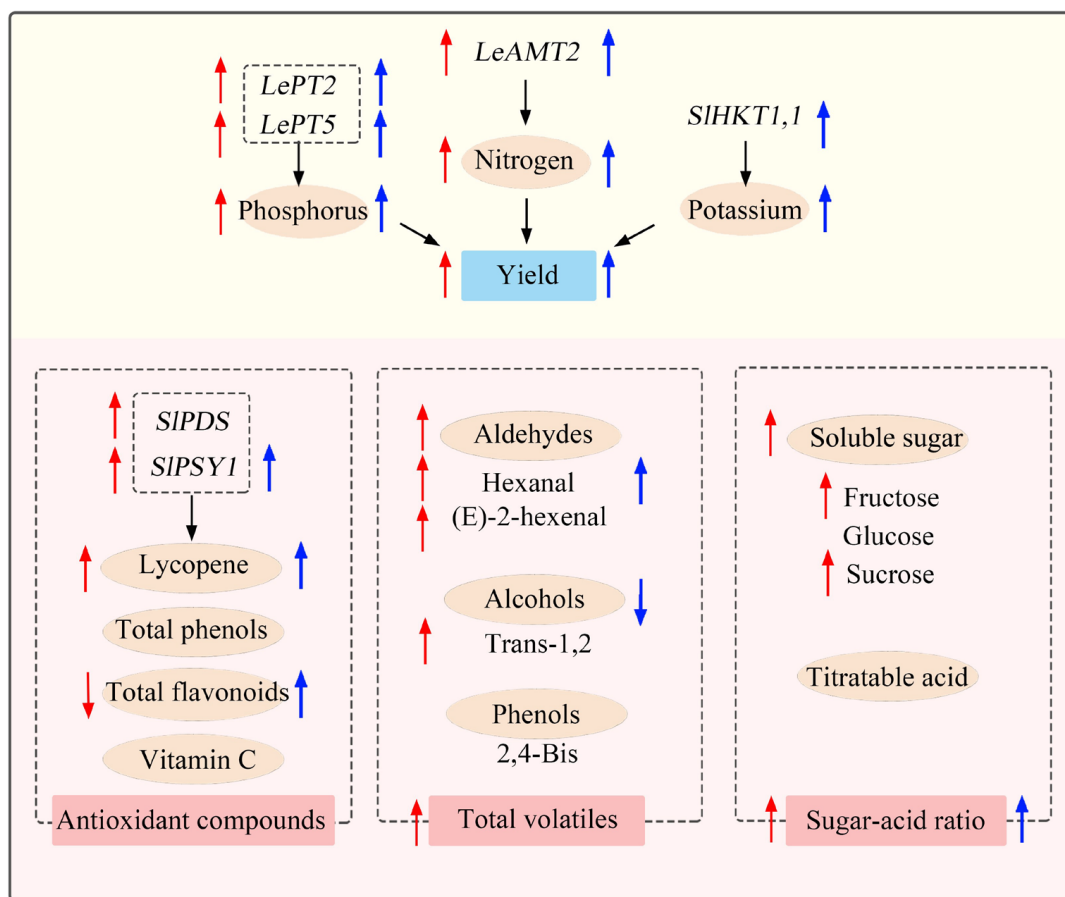 LePT2
LePT5
Phosphorus
LeAMT2
Nitrogen
SlHKT1,1
Potassium
Yield
SlPDS
SlPSY1
Lycopene
Total phenols
Total flavonoids
Vitamin C
Antioxidant compounds
Aldehydes
Hexanal
(E)-2-hexenal
Alcohols
Trans-1,2
Phenols
2,4-Bis
Total volatiles
Soluble sugar
Fructose
Glucose
Sucrose
Titratable acid
Sugar-acid ratio